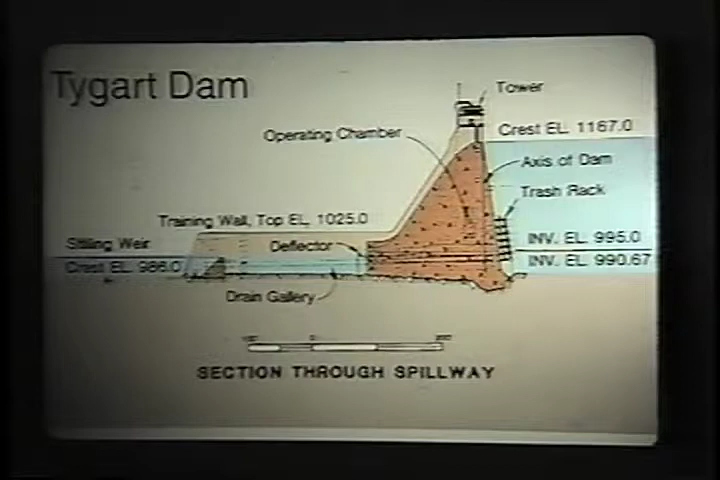 Tygart Dam
Tower
Operating Chamber
Crest EL. 1167.0
Axis of Dam
Trash Rack
Training Wall, Top EL. 1025.0
Stilling Weir
Deflector
INV. EL. 995.0
Crest EL. 986.0
INV. EL. 990.67
Drain Gallery
0
SECTION THROUGH SPILLWAY